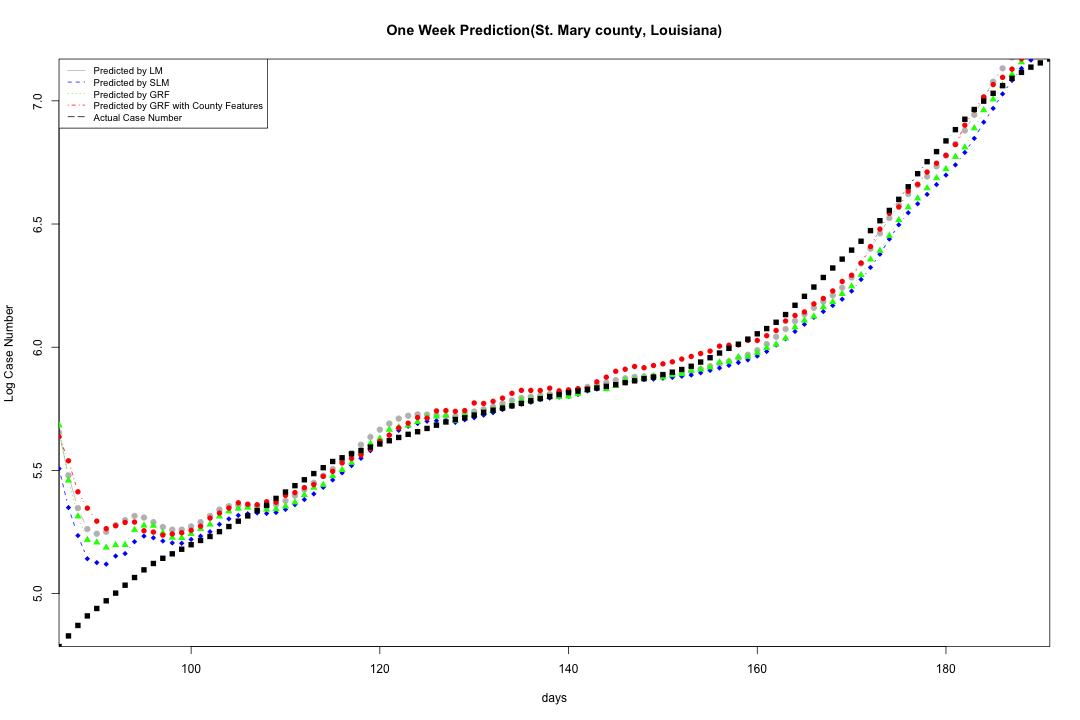 One Week Prediction(St. Mary county, Louisiana)
Predicted by LM
Predicted by SLM
Predicted by GRF
Predicted by GRF with County Features
Actual Case Number
Log Case Number
7.0
6.5
6.0
5.5
5.0
100 120 140 160 180
days